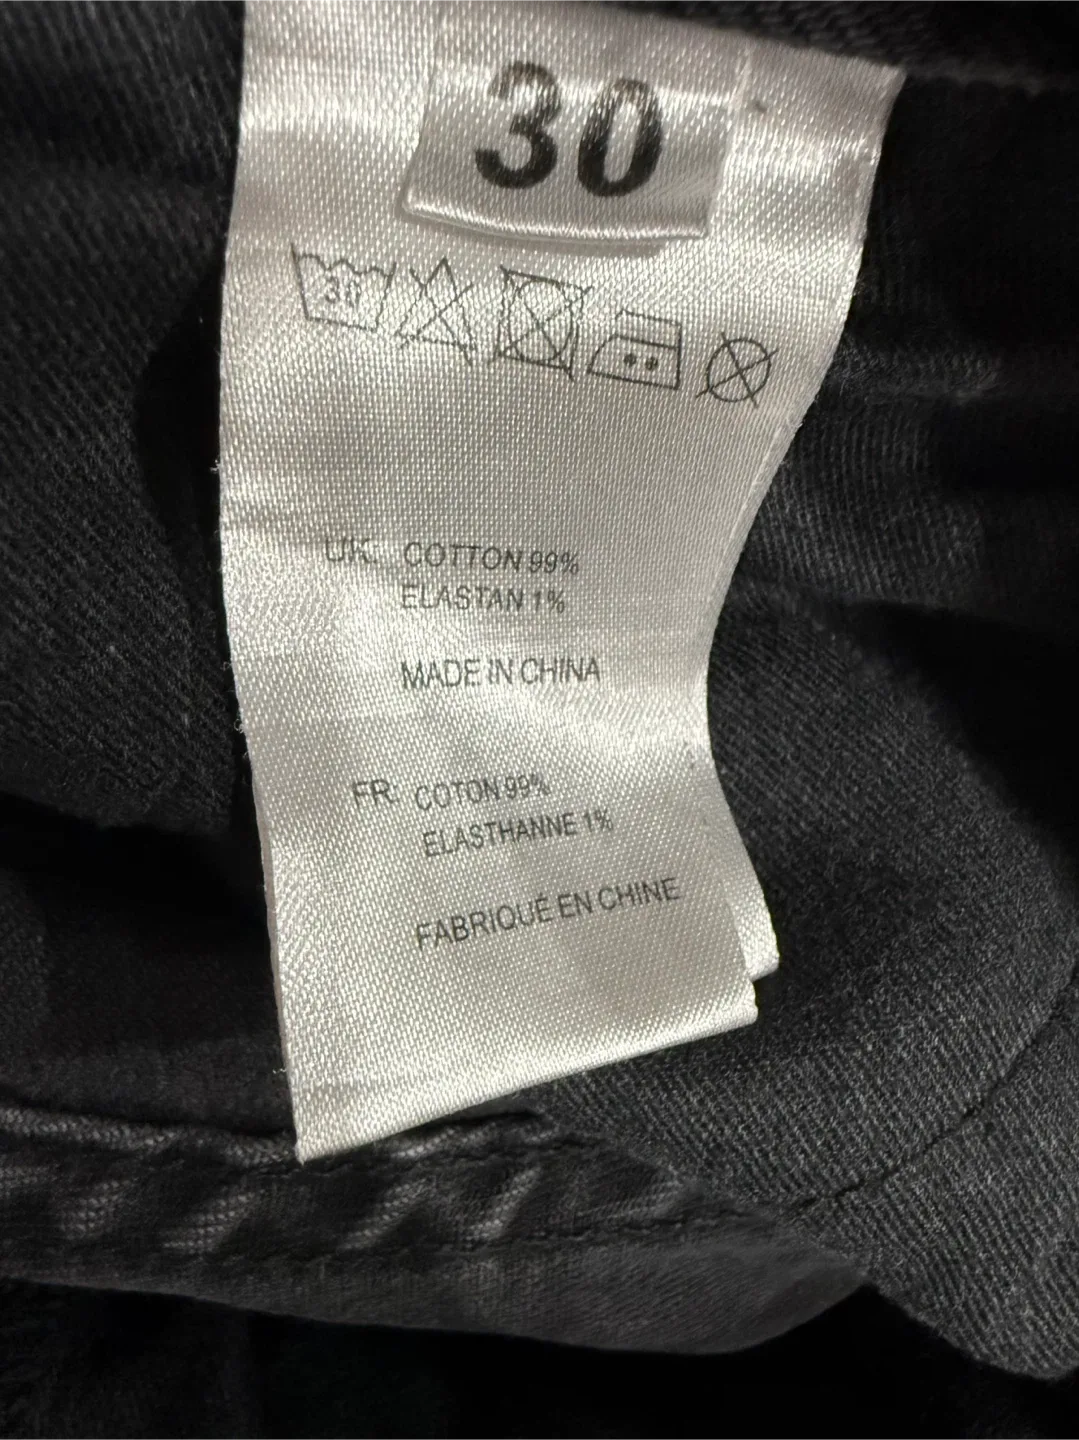 30
30
UK: COTTON 99%
ELASTAN 1%
MADE IN CHINA
FR: COTON 99%
ELASTHANNE 1%
FABRIQUÉ EN CHINE